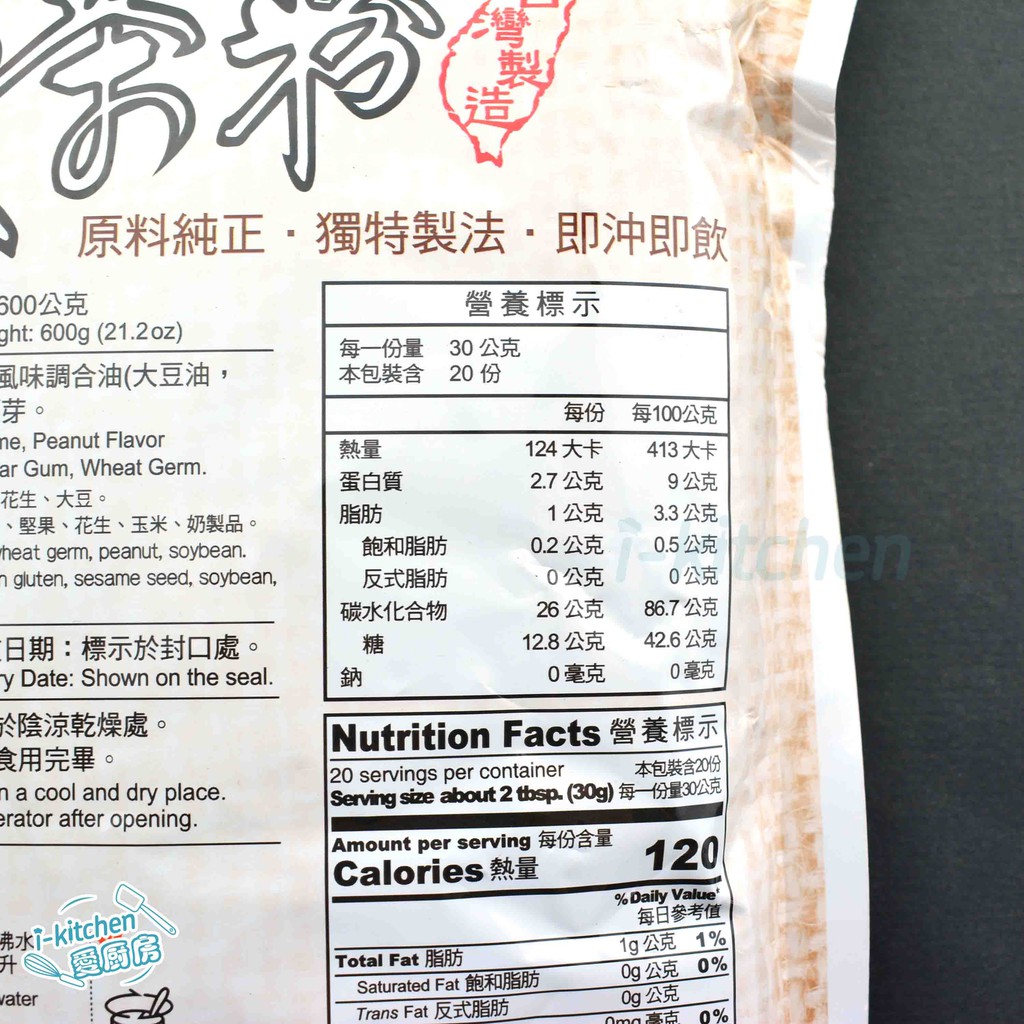 茶粉
灣製造
原料純正・獨特製法・即沖即飲
600公克
ght: 600g (21.2oz)
風味調合油(大豆油，
芽。
me, Peanut Flavor
ar Gum, Wheat Germ.
花生、大豆。
、堅果、花生、玉米、奶製品。
heat germ, peanut, soybean.
n gluten, sesame seed, soybean,
日期：標示於封口處。
ry Date: Shown on the seal.
於陰涼乾燥處。
食用完畢。
n a cool and dry place.
erator after opening.
沸水
升
water
營養標示
每一份量 30 公克
本包裝含 20 份
每份 每100公克
熱量 124 大卡 413 大卡
蛋白質 2.7 公克 9 公克
脂肪 1 公克 3.3 公克
飽和脂肪 0.2 公克 0.5 公克
反式脂肪 0 公克 0 公克
碳水化合物 26 公克 86.7 公克
糖 12.8 公克 42.6 公克
鈉 0 毫克 0 毫克
Nutrition Facts 營養標示
20 servings per container 本包裝含20份
Serving size about 2 tbsp. (30g) 每一份量30公克
Amount per serving 每份含量
Calories 熱量 120
% Daily Value*
每日參考值
Total Fat 脂肪 1g 公克 1%
Saturated Fat 飽和脂肪 0g 公克 0%
Trans Fat 反式脂肪 0g 公克
0mg 毫克 0%
i-kitchen
i-kitchen
愛廚房